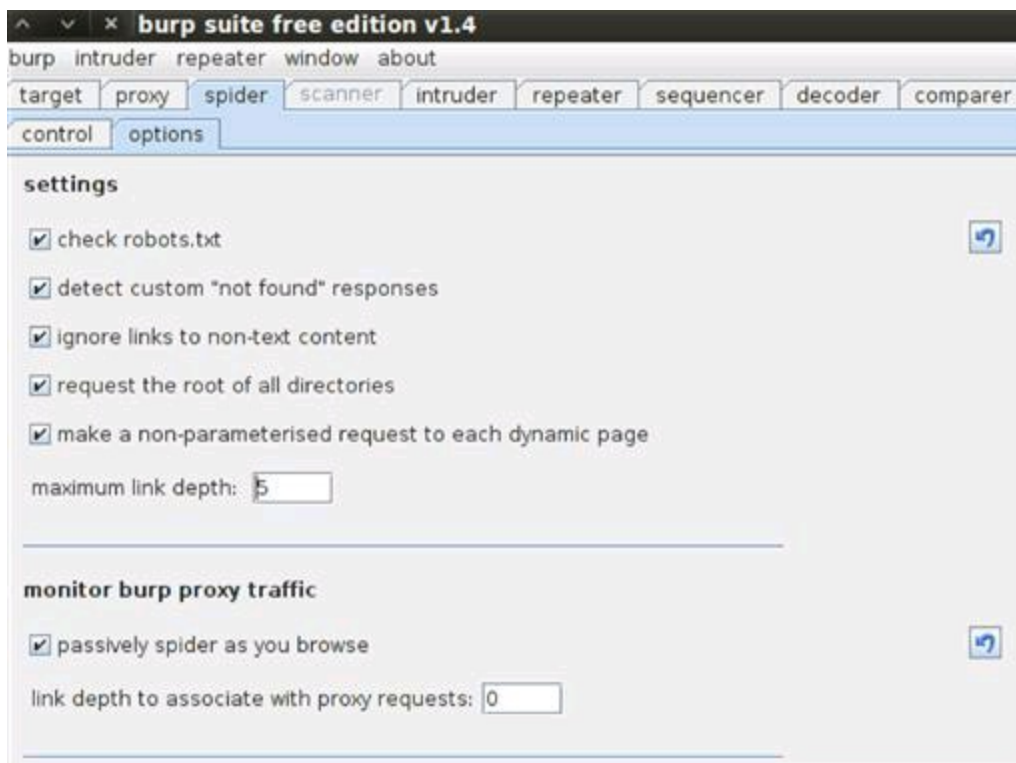 burp suite free edition v1.4
burp intruder repeater window about
target proxy spider scanner intruder repeater sequencer decoder comparer
control options
settings
check robots.txt
detect custom "not found" responses
ignore links to non-text content
request the root of all directories
make a non-parameterised request to each dynamic page
maximum link depth: 5
monitor burp proxy traffic
passively spider as you browse
link depth to associate with proxy requests: 0